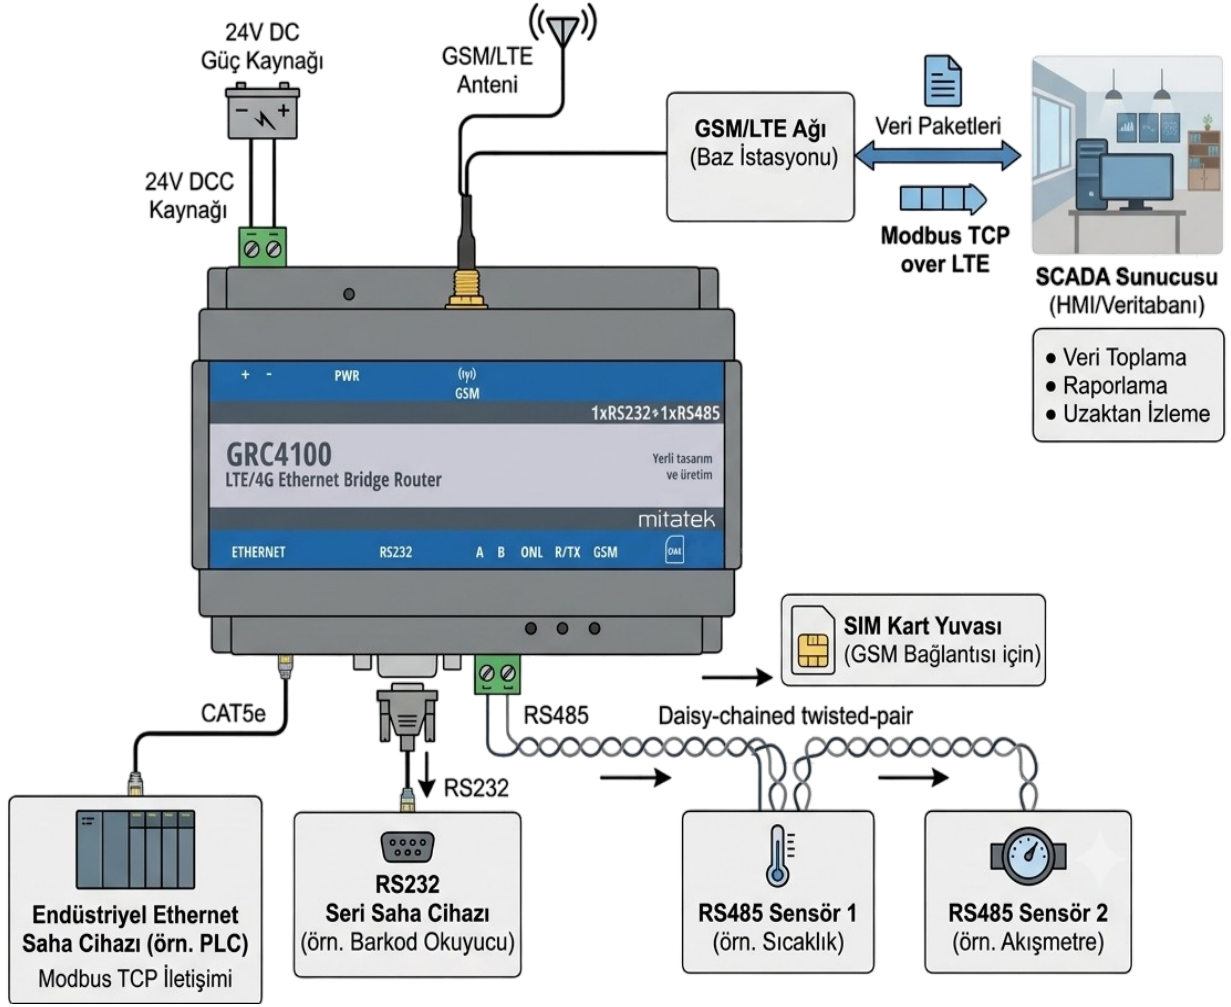 24V DC
Güç Kaynağı
GSM/LTE
Anteni
24V DCC
Kaynağı
GSM/LTE Ağı
(Baz İstasyonu)
Veri Paketleri
Modbus TCP
over LTE
SCADA Sunucusu
(HMI/Veritabanı)
• Veri Toplama
• Raporlama
• Uzaktan İzleme
+ - PWR GSM
1xRS232+1xRS485
GRC4100
LTE/4G Ethernet Bridge Router
Yerli tasarım
ve üretim
mitatek
ETHERNET RS232 A B ONL R/TX GSM
SIM Kart Yuvası
(GSM Bağlantısı için)
CAT5e
RS232
RS485
Daisy-chained twisted-pair
Endüstriyel Ethernet
Saha Cihazı (örn. PLC)
Modbus TCP İletişimi
RS232
Seri Saha Cihazı
(örn. Barkod Okuyucu)
RS485 Sensör 1
(örn. Sıcaklık)
RS485 Sensör 2
(örn. Akışmetre)